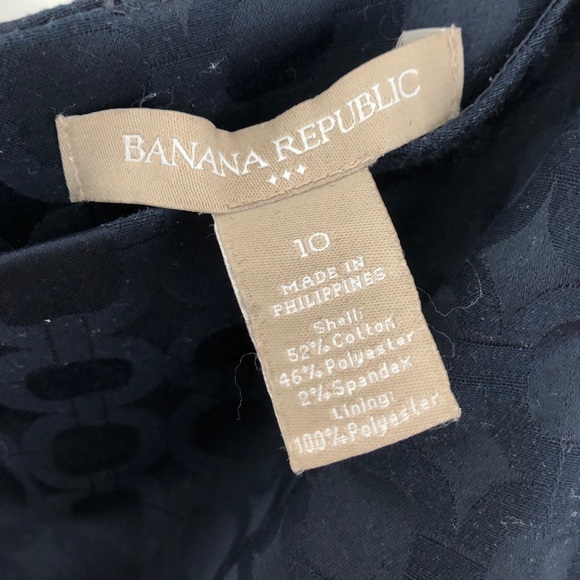 BANANA REPUBLIC
10
MADE IN
PHILIPPINES
Shell:
52% Cotton
46% Polyester
2% Spandex
Lining:
100% Polyester